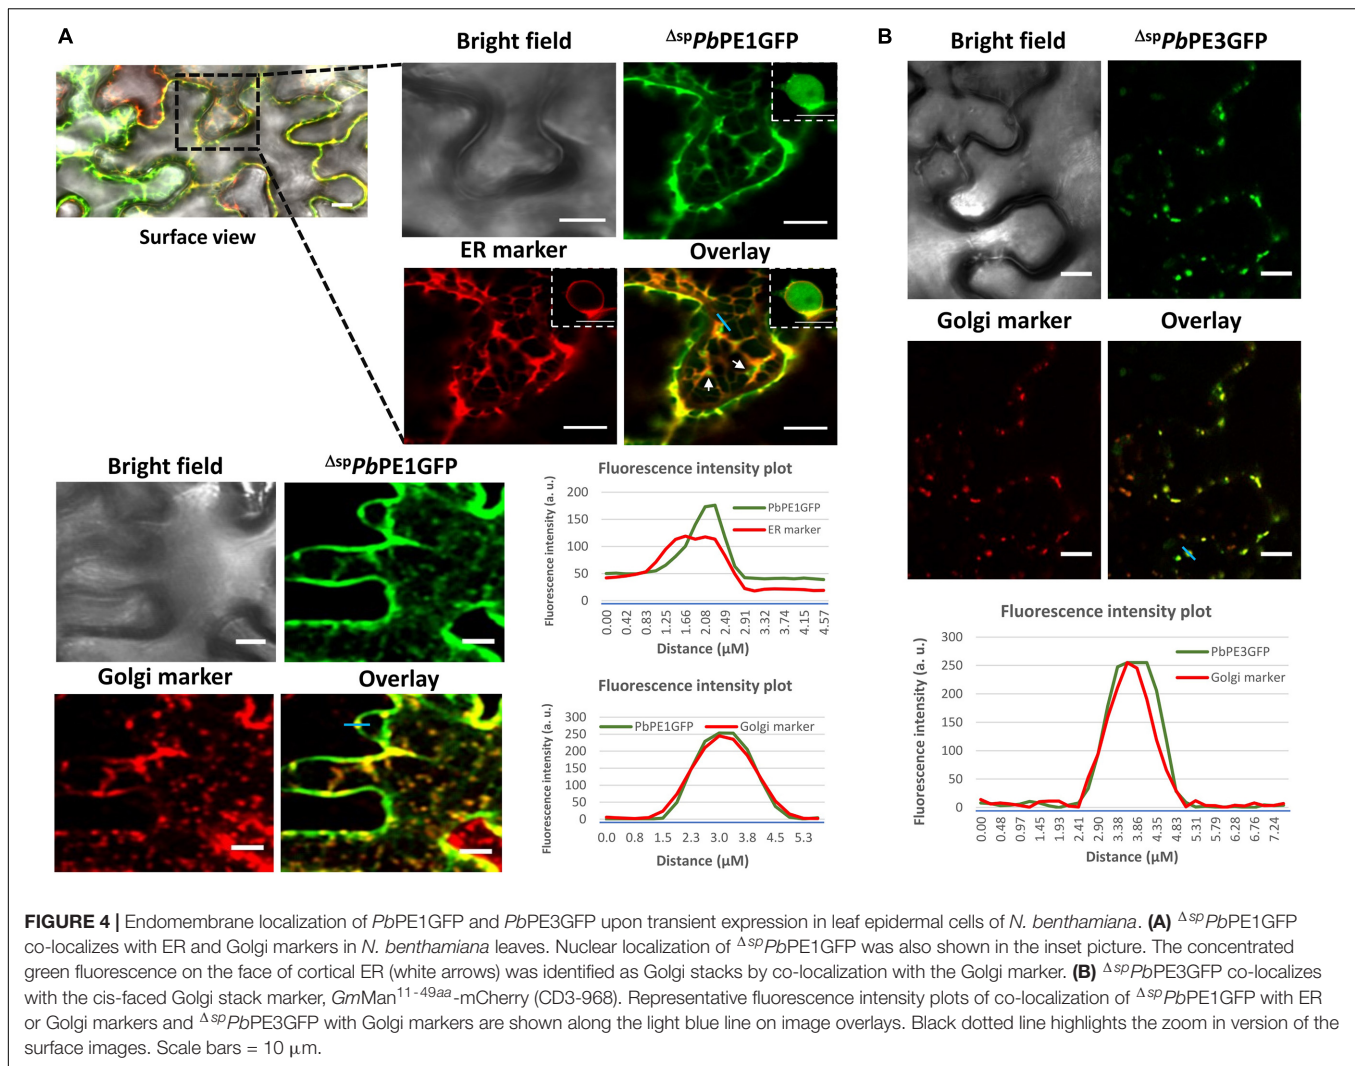 A
Bright field
ΔspPbPE1GFP
Surface view
ER marker
Overlay
Bright field
ΔspPbPE1GFP
Golgi marker
Overlay
Fluorescence intensity plot
Fluorescence intensity (a. u.)
200
150
100
50
0
PbPE1GFP
ER marker
0.00 0.42 0.83 1.25 1.66 2.08 2.49 2.91 3.32 3.74 4.15 4.57
Distance (µM)
Fluorescence intensity plot
Fluorescence intensity (a. u.)
300
250
200
150
100
50
0
PbPE1GFP Golgi marker
0.0 0.8 1.5 2.3 3.0 3.8 4.5 5.3
Distance (µM)
B
Bright field
ΔspPbPE3GFP
Golgi marker
Overlay
Fluorescence intensity plot
Fluorescence intensity (a. u.)
300
250
200
150
100
50
0
PbPE3GFP
Golgi marker
0.00 0.48 0.97 1.45 1.93 2.41 2.90 3.38 3.86 4.35 4.83 5.31 5.79 6.28 6.76 7.24
Distance (µM)
FIGURE 4 | Endomembrane localization of PbPE1GFP and PbPE3GFP upon transient expression in leaf epidermal cells of N. benthamiana. (A) ΔspPbPE1GFP
co-localizes with ER and Golgi markers in N. benthamiana leaves. Nuclear localization of ΔspPbPE1GFP was also shown in the inset picture. The concentrated
green fluorescence on the face of cortical ER (white arrows) was identified as Golgi stacks by co-localization with the Golgi marker. (B) ΔspPbPE3GFP co-localizes
with the cis-faced Golgi stack marker, GmMan11-49aa-mCherry (CD3-968). Representative fluorescence intensity plots of co-localization of ΔspPbPE1GFP with ER
or Golgi markers and ΔspPbPE3GFP with Golgi markers are shown along the light blue line on image overlays. Black dotted line highlights the zoom in version of the
surface images. Scale bars = 10 µm.